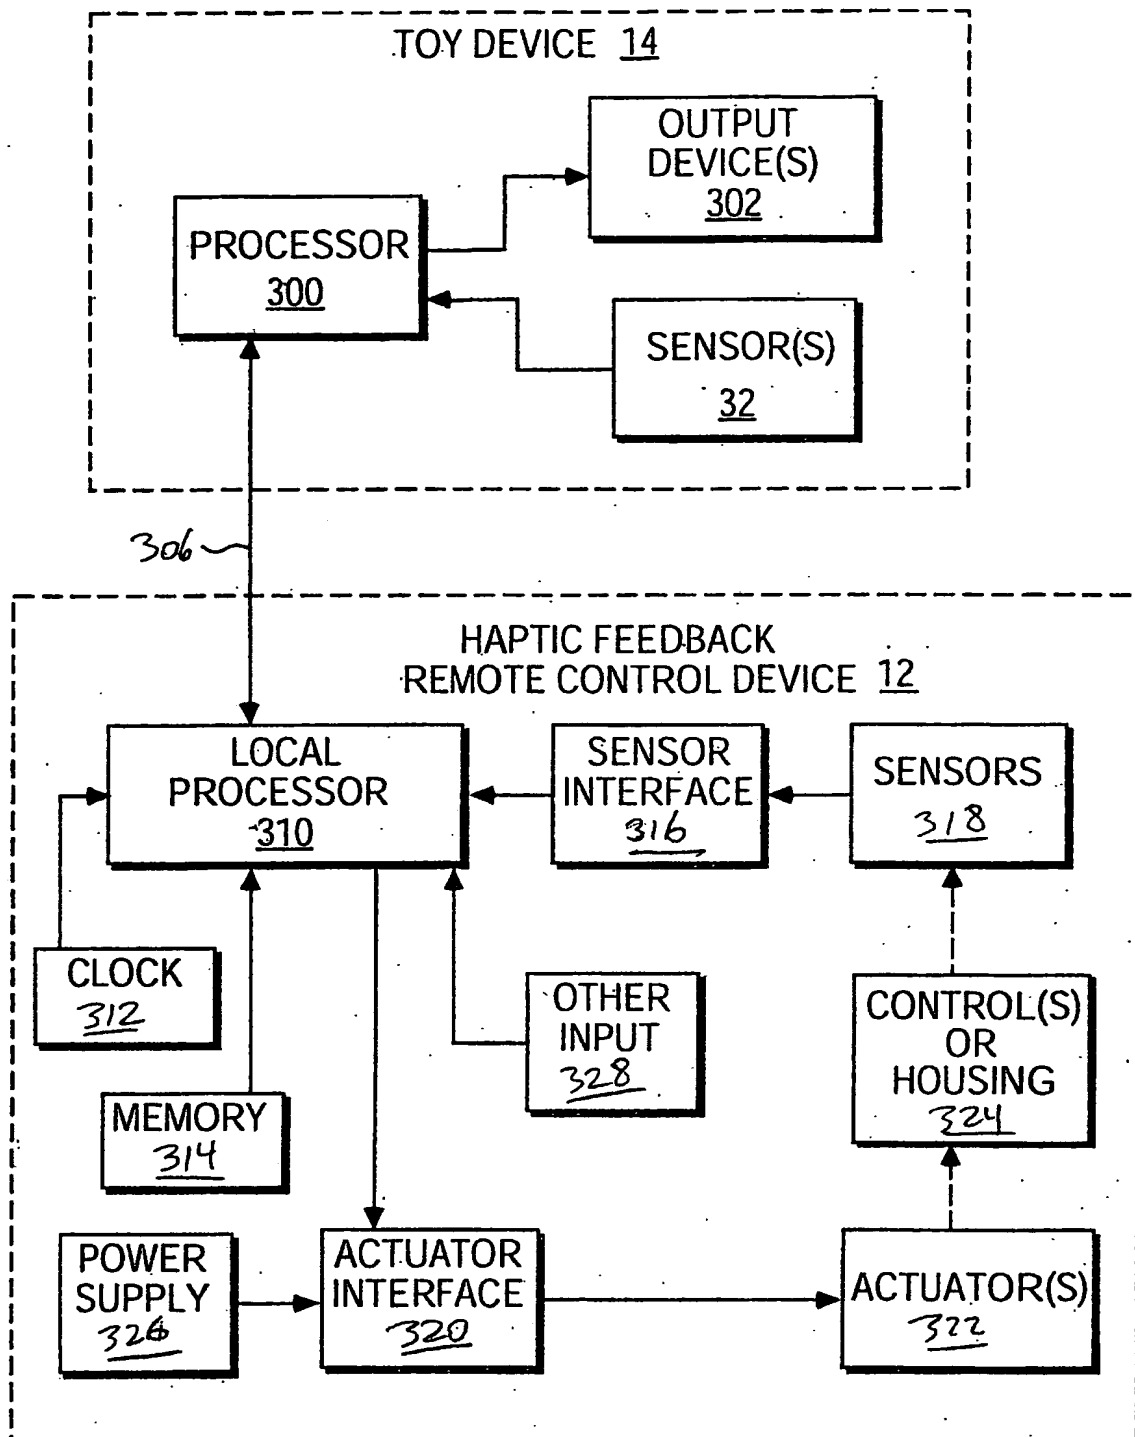 TOY DEVICE 14
OUTPUT
DEVICE(S)
302
PROCESSOR
300
SENSOR(S)
32
306
HAPTIC FEEDBACK
REMOTE CONTROL DEVICE 12
LOCAL
PROCESSOR
310
SENSOR
INTERFACE
316
SENSORS
318
CLOCK
312
OTHER
INPUT
328
CONTROL(S)
OR
HOUSING
324
MEMORY
314
POWER
SUPPLY
326
ACTUATOR
INTERFACE
320
ACTUATOR(S)
322